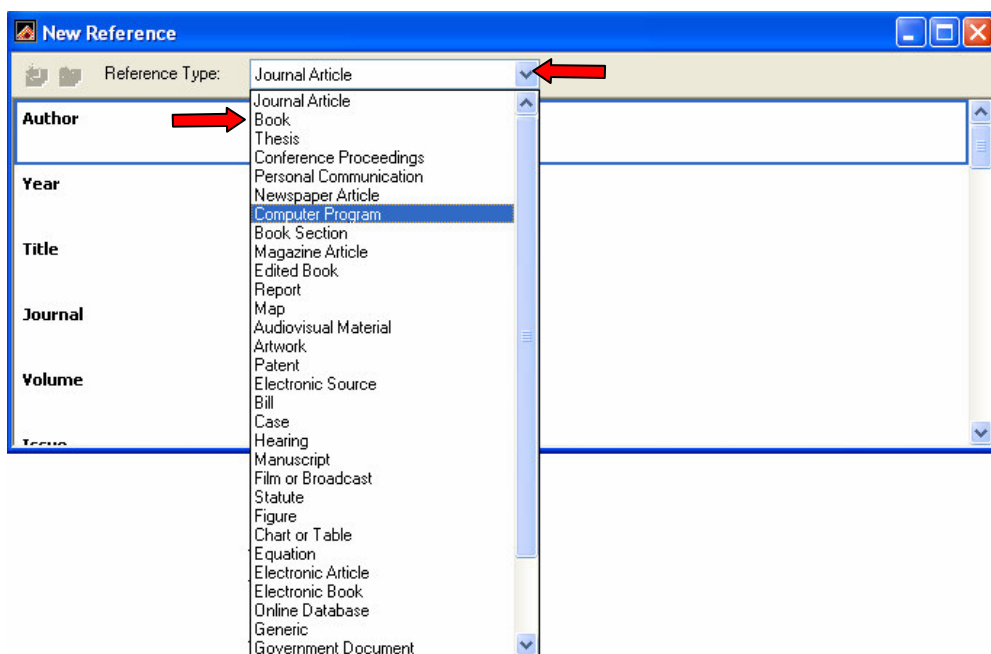 New Reference
Reference Type: Journal Article
Author
Year
Title
Journal
Volume
Issue
Journal Article
Book
Thesis
Conference Proceedings
Personal Communication
Newspaper Article
Computer Program
Book Section
Magazine Article
Edited Book
Report
Map
Audiovisual Material
Artwork
Patent
Electronic Source
Bill
Case
Hearing
Manuscript
Film or Broadcast
Statute
Figure
Chart or Table
Equation
Electronic Article
Electronic Book
Online Database
Generic
Government Document